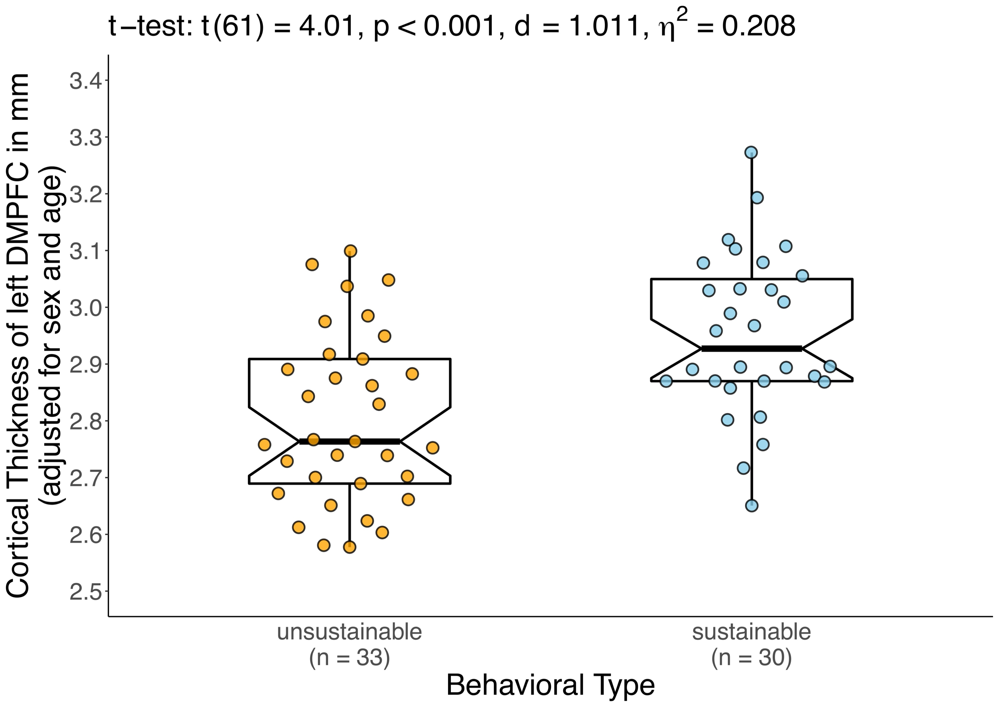 t−test: t(61) = 4.01, p < 0.001, d = 1.011, η² = 0.208
Cortical Thickness of left DMPFC in mm
(adjusted for sex and age)
3.4
3.3
3.2
3.1
3.0
2.9
2.8
2.7
2.6
2.5
unsustainable
(n = 33)
sustainable
(n = 30)
Behavioral Type